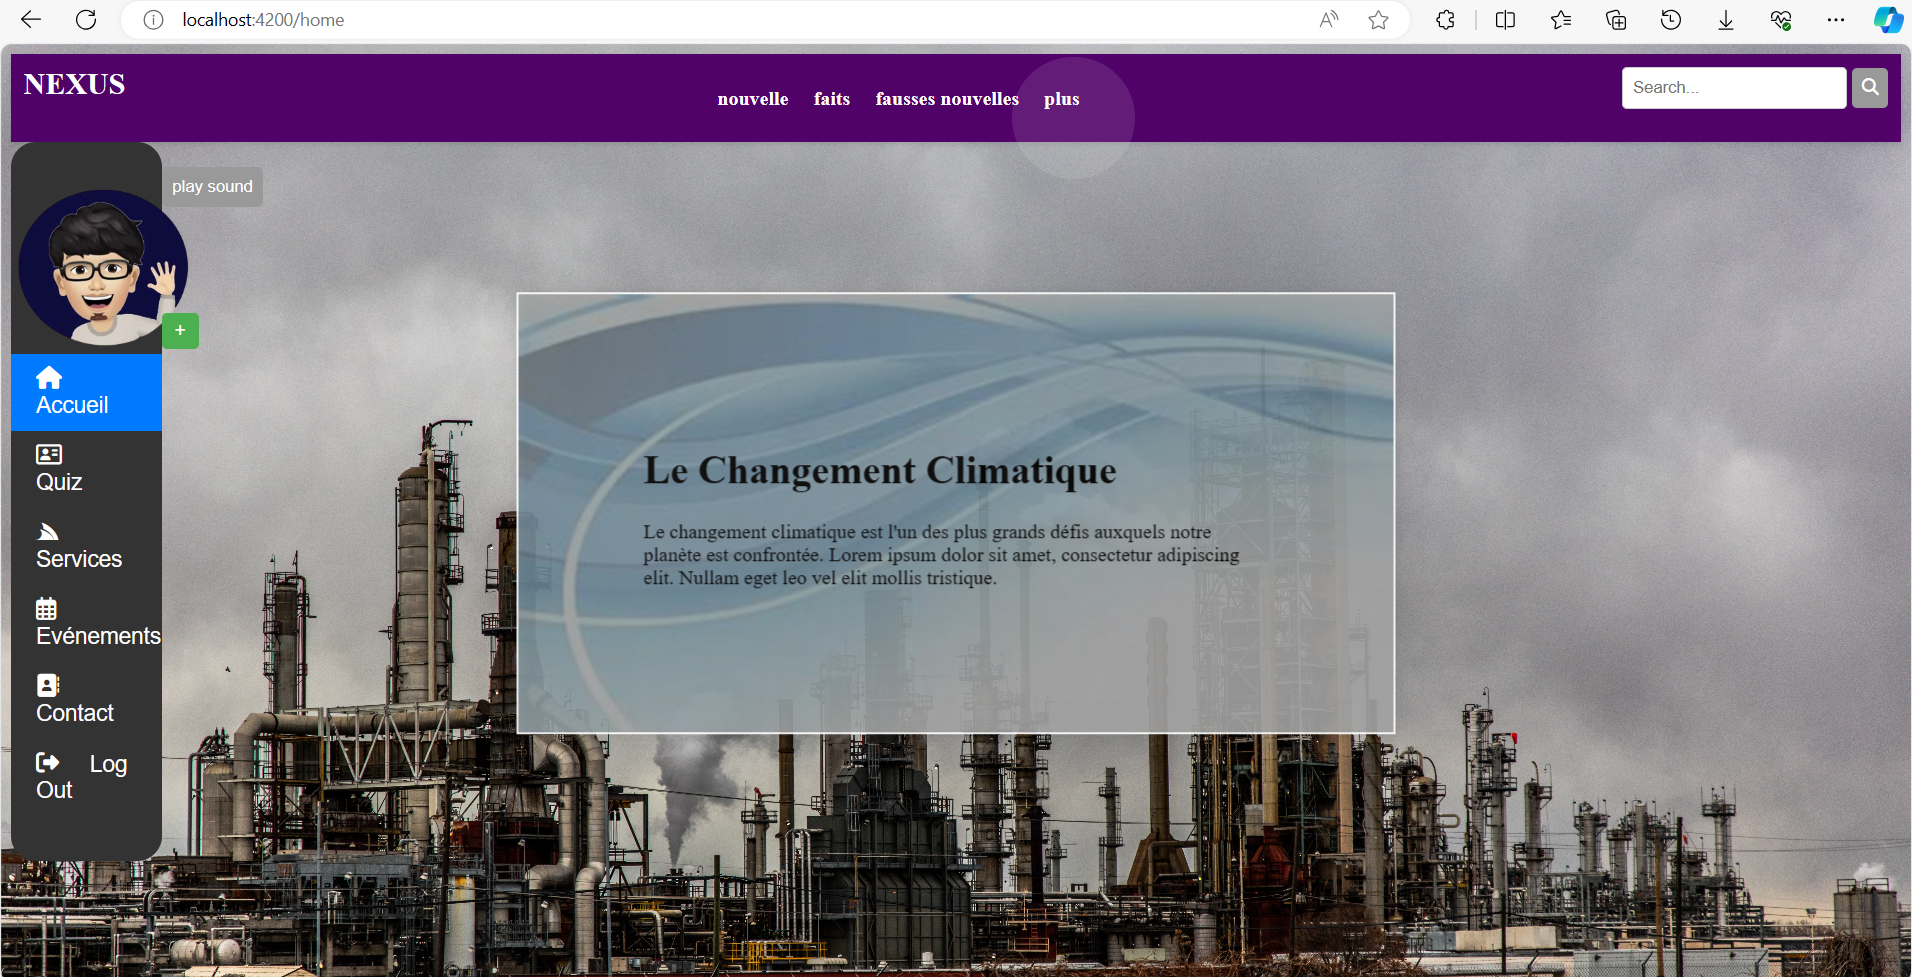 localhost:4200/home
NEXUS
nouvelle faits fausses nouvelles plus
Search...
play sound
+
Accueil
Quiz
Services
Evénements
Contact
Log
Out
Le Changement Climatique
Le changement climatique est l'un des plus grands défis auxquels notre
planète est confrontée. Lorem ipsum dolor sit amet, consectetur adipiscing
elit. Nullam eget leo vel elit mollis tristique.